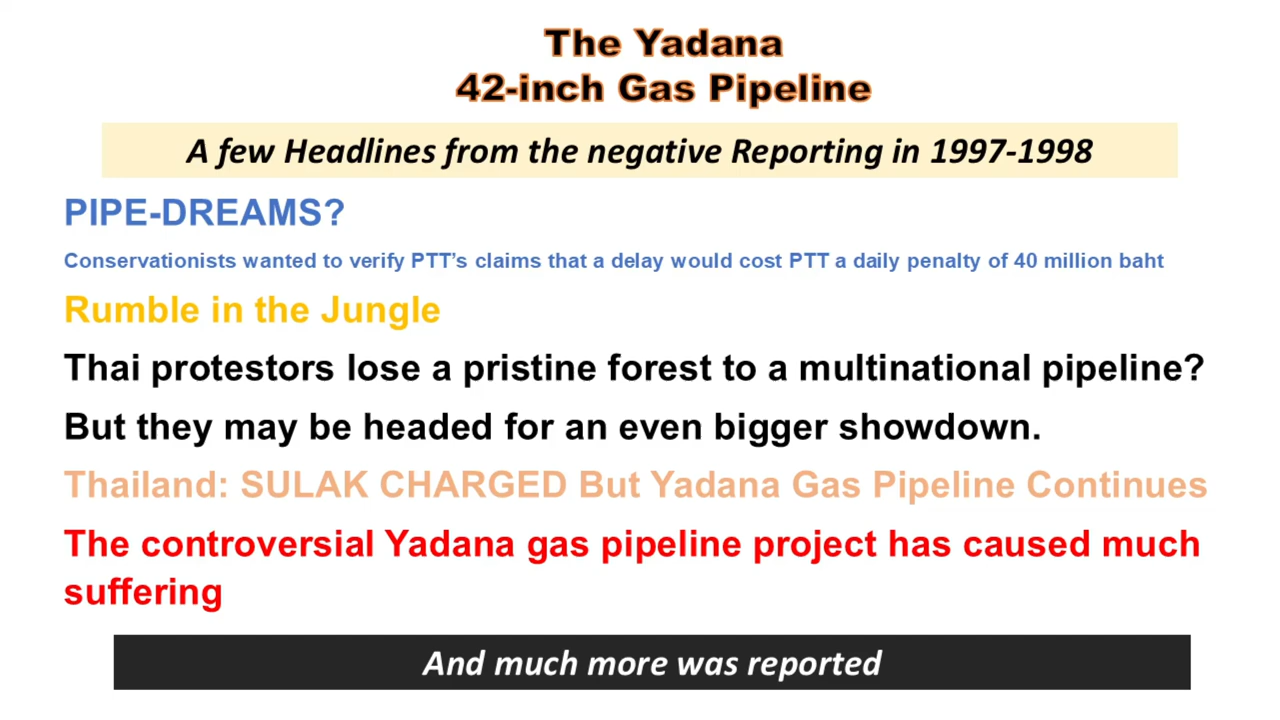 The Yadana
42-inch Gas Pipeline
A few Headlines from the negative Reporting in 1997-1998
PIPE-DREAMS?
Conservationists wanted to verify PTT’s claims that a delay would cost PTT a daily penalty of 40 million baht
Rumble in the Jungle
Thai protestors lose a pristine forest to a multinational pipeline?
But they may be headed for an even bigger showdown.
Thailand: SULAK CHARGED But Yadana Gas Pipeline Continues
The controversial Yadana gas pipeline project has caused much
suffering
And much more was reported